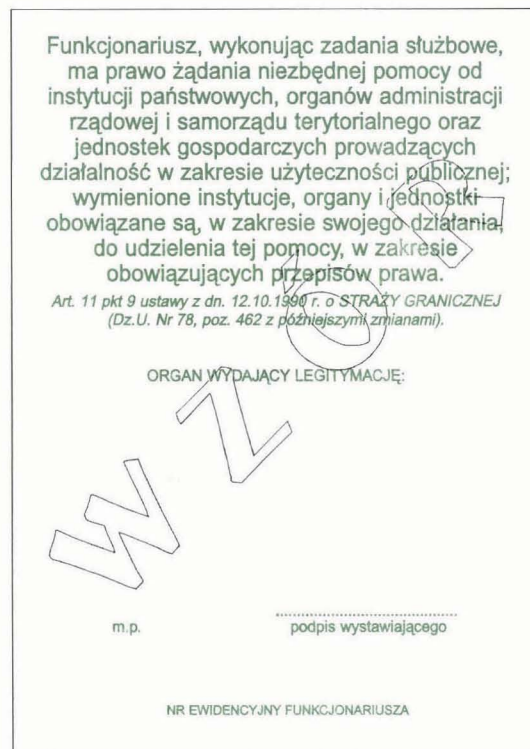 Funkcjonariusz, wykonując zadania służbowe,
ma prawo żądania niezbędnej pomocy od
instytucji państwowych, organów administracji
rządowej i samorządu terytorialnego oraz
jednostek gospodarczych prowadzących
działalność w zakresie użyteczności publicznej;
wymienione instytucje, organy i jednostki
obowiązane są, w zakresie swojego działania,
do udzielenia tej pomocy, w zakresie
obowiązujących przepisów prawa.
Art. 11 pkt 9 ustawy z dn. 12.10.1990 r. o STRAŻY GRANICZNEJ
(Dz.U. Nr 78, poz. 462 z późniejszymi zmianami).
ORGAN WYDAJĄCY LEGITYMACJĘ:
wzór
m.p.
podpis wystawiającego
NR EWIDENCYJNY FUNKCJONARIUSZA